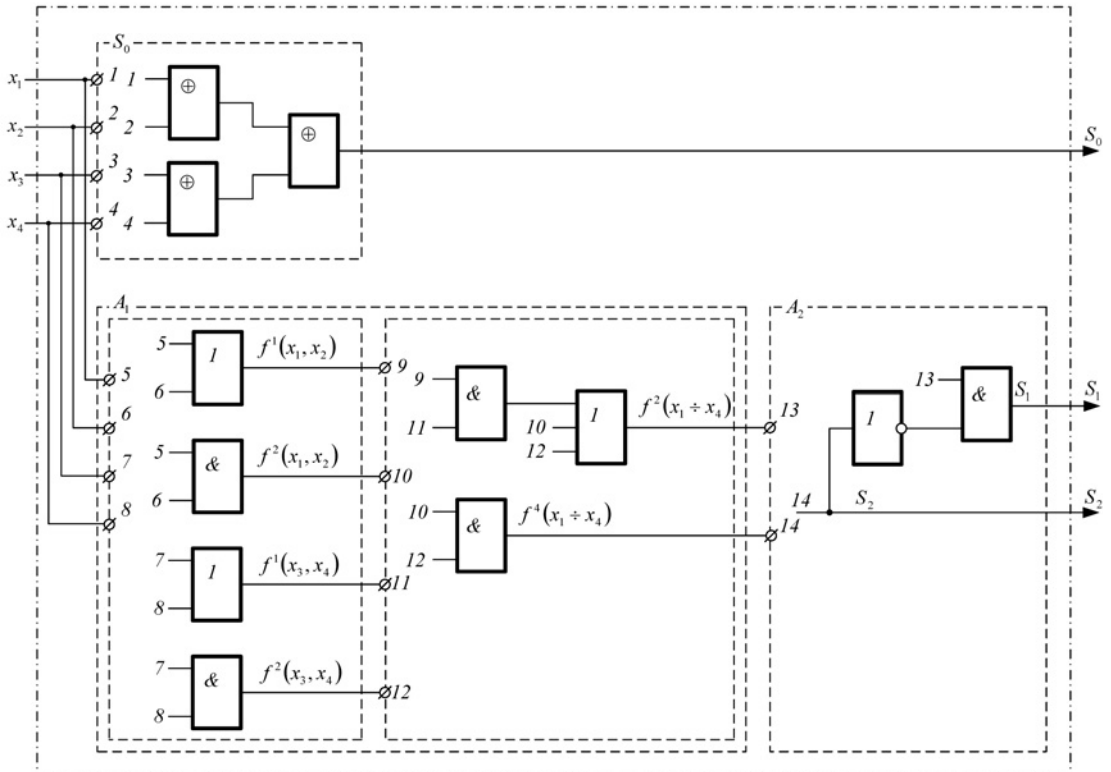 S₀
x₁ 1 1 ⊕
x₂ 2 2 ⊕ S₀
x₃ 3 3 ⊕
x₄ 4 4
A₁ A₂
5 5 1 f¹(x₁, x₂) 9
6 6
9 & 1 f²(x₁ ÷ x₄) 13
11 10
12
13 & S₁ S₁
1
7 5 & f²(x₁, x₂) 10
6
8
10 & f⁴(x₁ ÷ x₄) 14
12
14 S₂ S₂
7 1 f¹(x₃, x₄) 11
8
7 & f²(x₃, x₄) 12
8